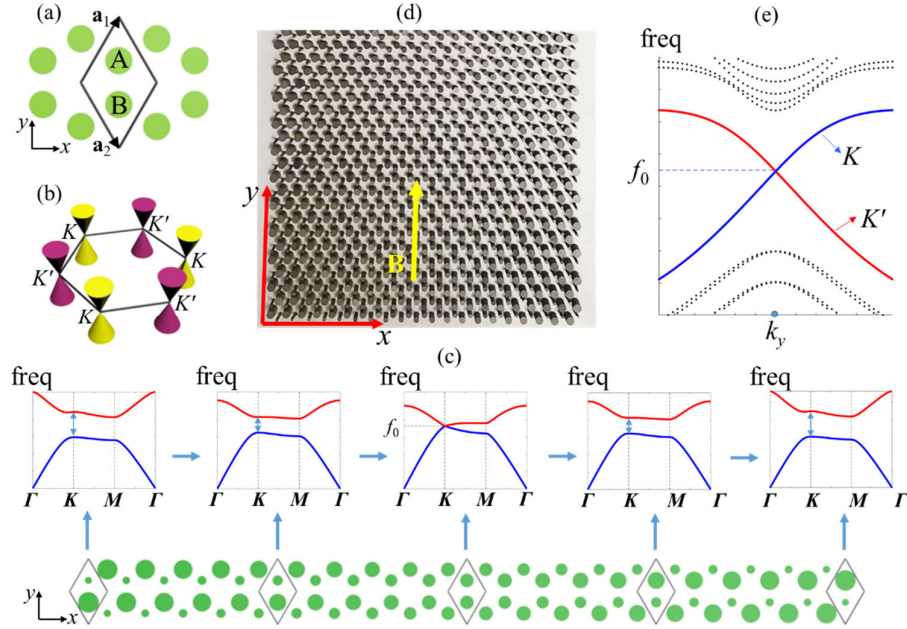 (a)
a1
A
B
y
x
a2
(b)
K
K'
K'
K
K'
K
(d)
y
B
x
(e)
freq
f0
K
K'
ky
(c)
freq
freq
freq
freq
freq
f0
Γ K M Γ
Γ K M Γ
Γ K M Γ
Γ K M Γ
Γ K M Γ
y
x